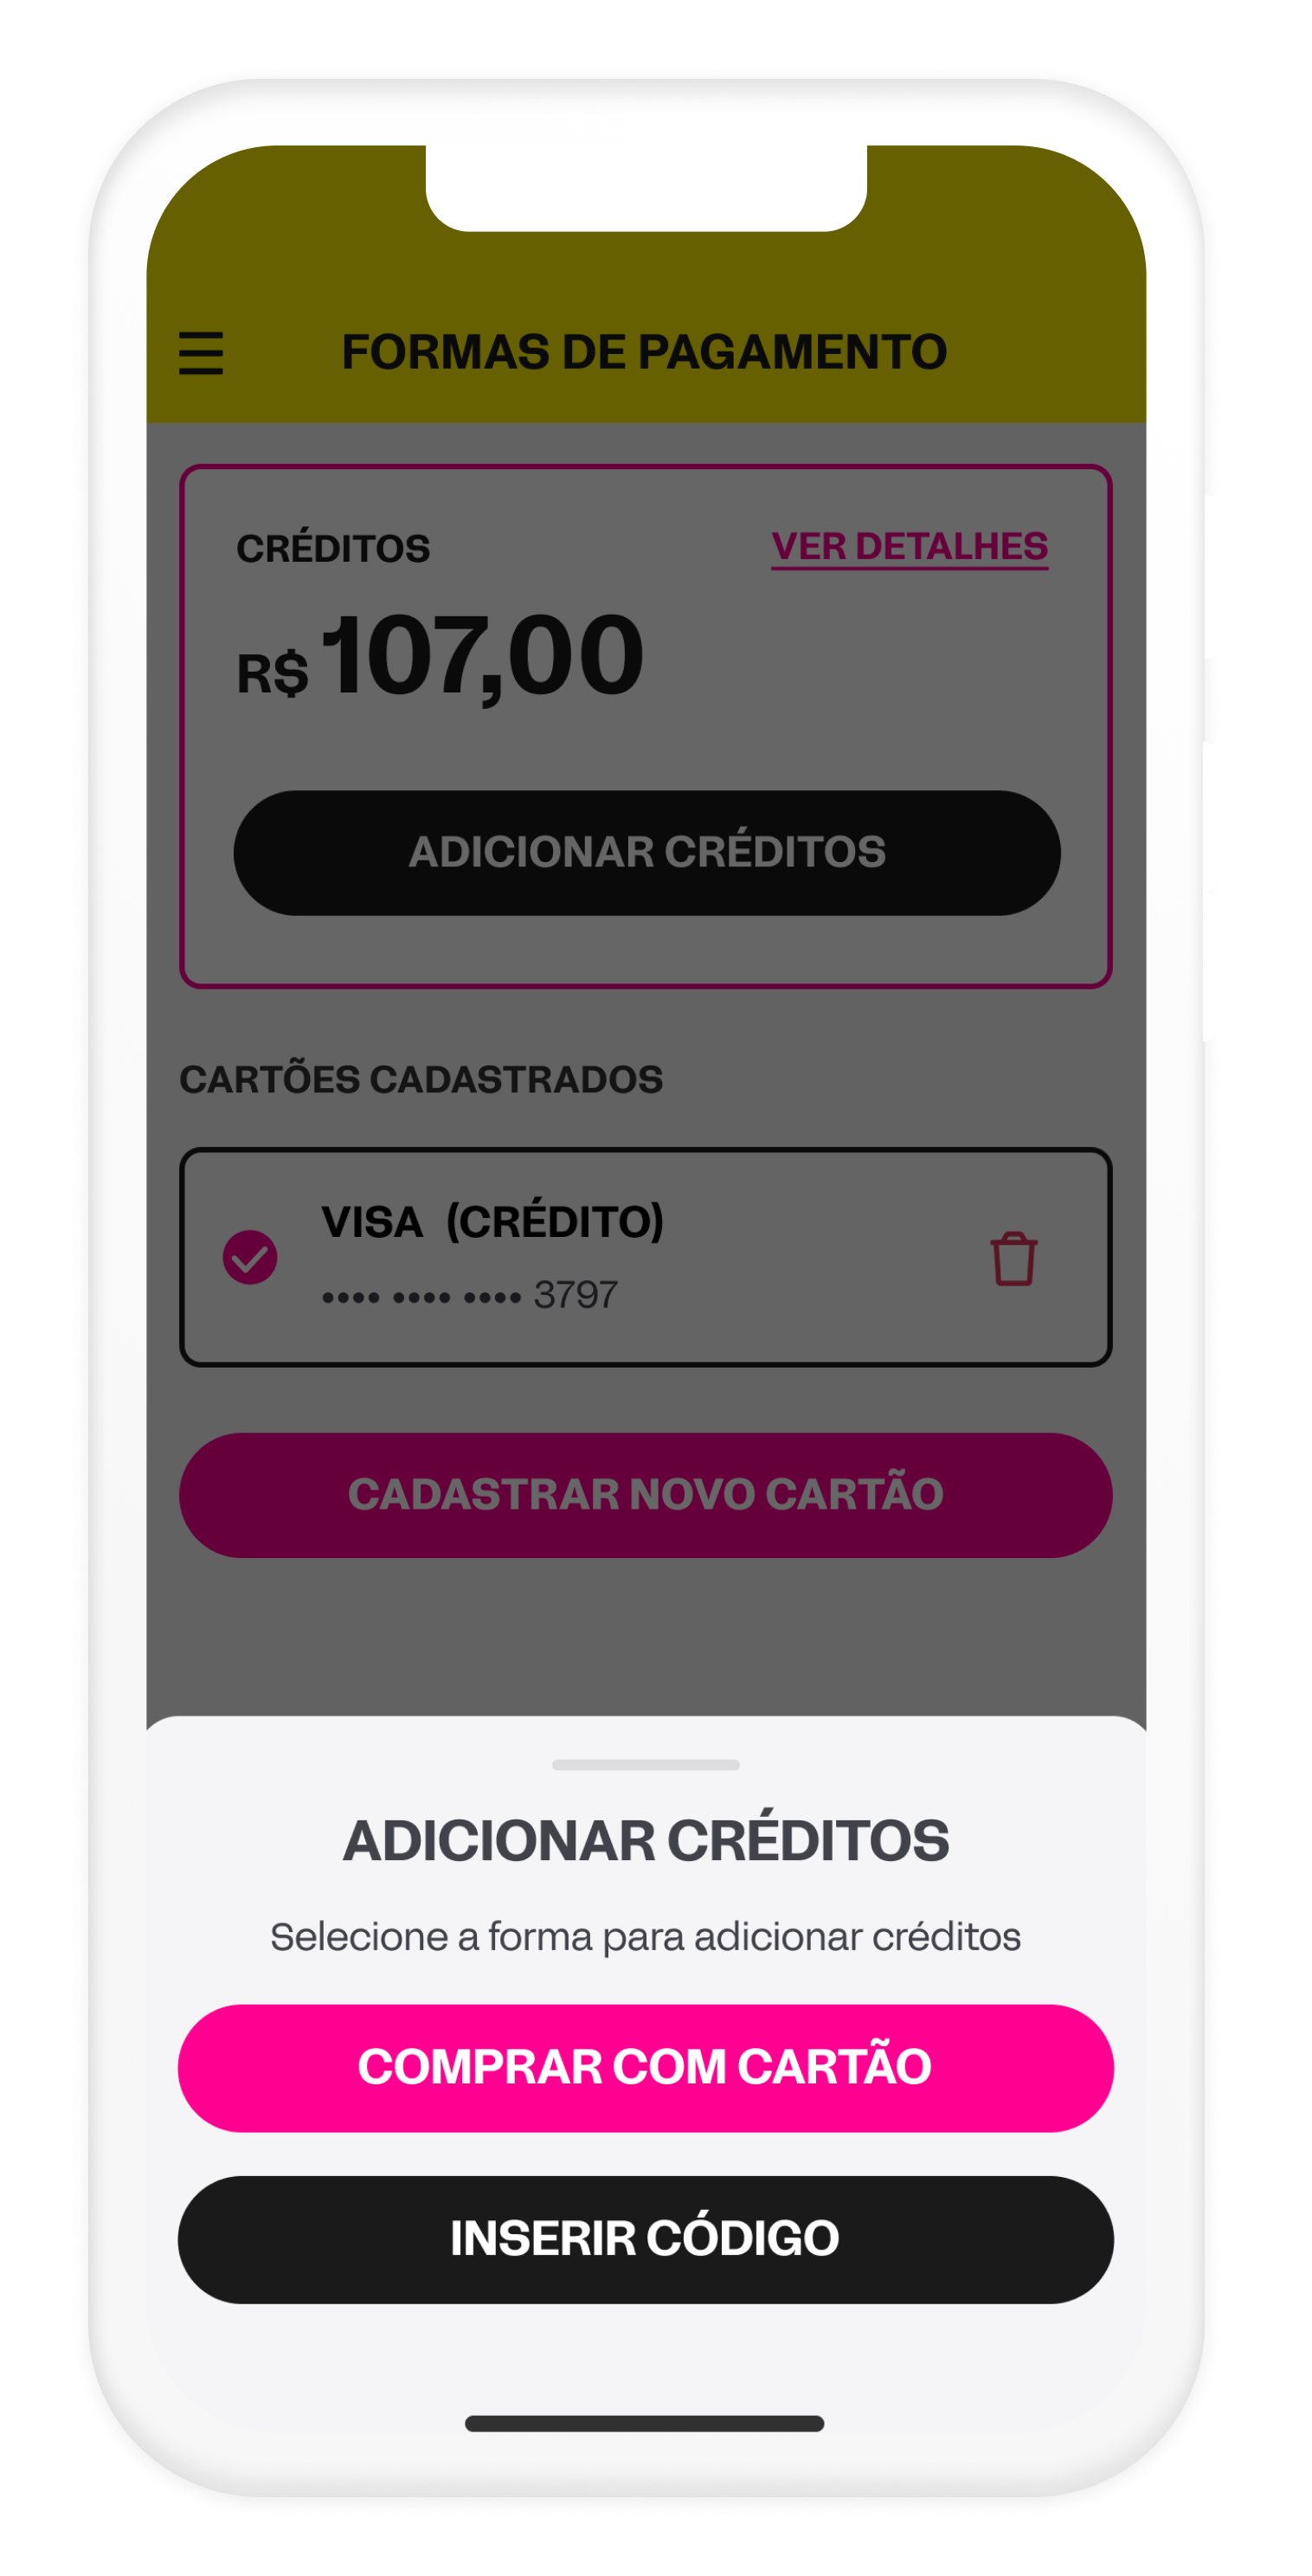 FORMAS DE PAGAMENTO
CRÉDITOS
VER DETALHES
R$ 107,00
ADICIONAR CRÉDITOS
CARTÕES CADASTRADOS
VISA (CRÉDITO)
•••• •••• •••• 3797
CADASTRAR NOVO CARTÃO
ADICIONAR CRÉDITOS
Selecione a forma para adicionar créditos
COMPRAR COM CARTÃO
INSERIR CÓDIGO